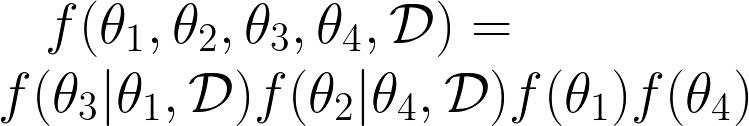 f(θ₁, θ₂, θ₃, θ₄, 𝒟) =
f(θ₃|θ₁, 𝒟)f(θ₂|θ₄, 𝒟)f(θ₁)f(θ₄)